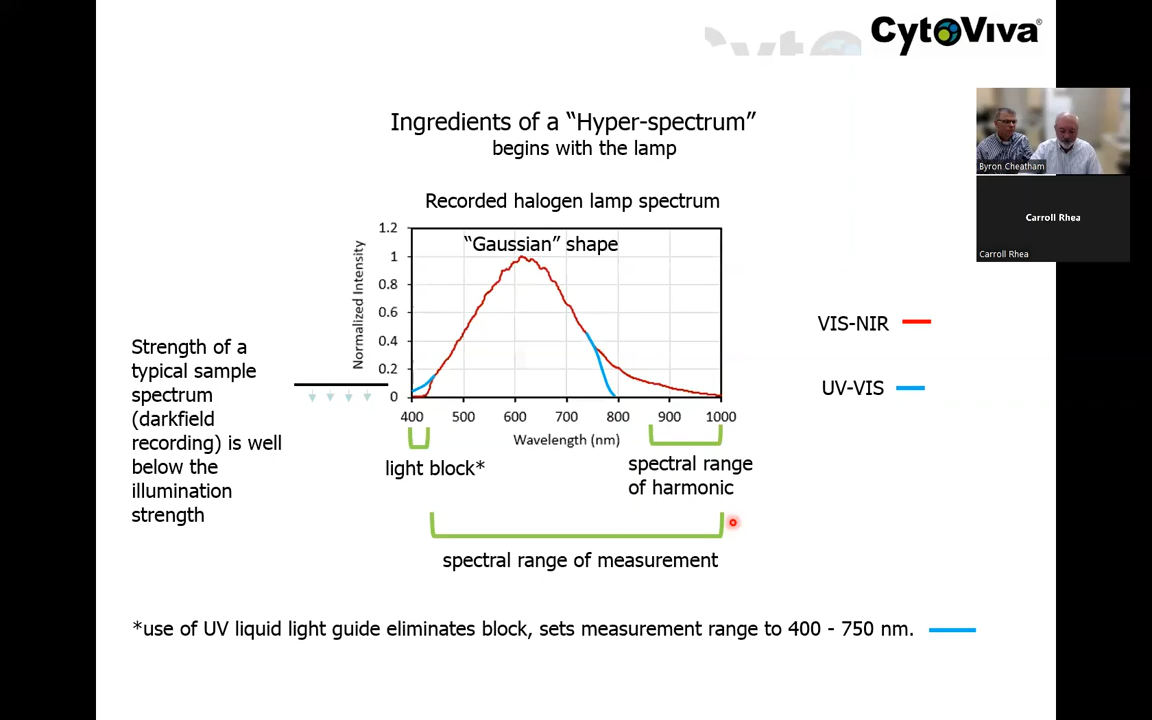 CytoViva®
Ingredients of a “Hyper-spectrum”
begins with the lamp
Byron Cheatham
Carroll Rhea
Carroll Rhea
Recorded halogen lamp spectrum
“Gaussian” shape
Normalized Intensity
1.2
1
0.8
0.6
0.4
0.2
0
400 500 600 700 800 900 1000
Wavelength (nm)
VIS-NIR
UV-VIS
Strength of a
typical sample
spectrum
(darkfield
recording) is well
below the
illumination
strength
light block*
spectral range
of harmonic
spectral range of measurement
*use of UV liquid light guide eliminates block, sets measurement range to 400 - 750 nm.